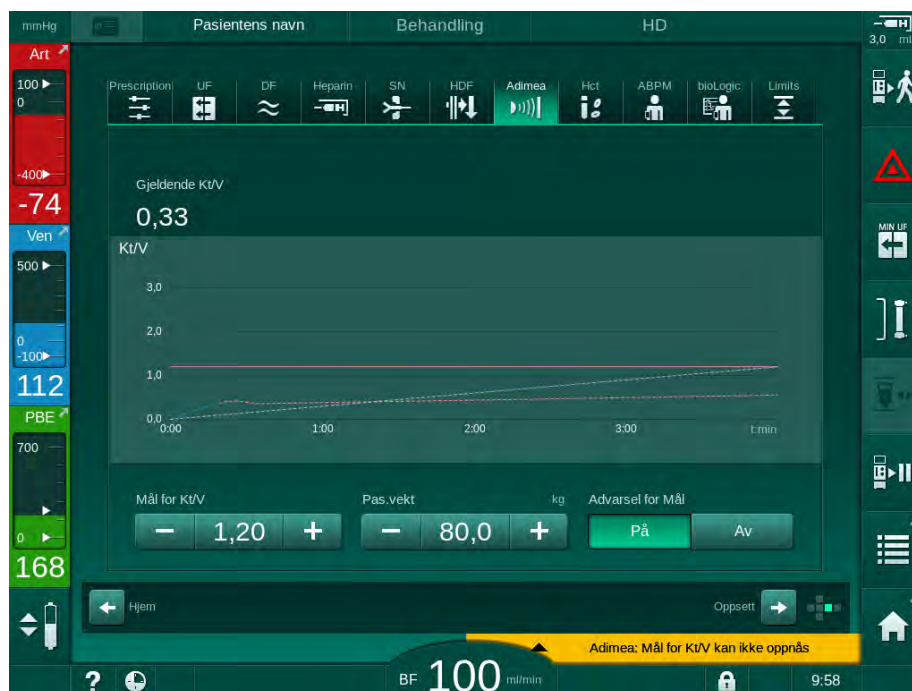 mmHg
Pasientens navn
Behandling
HD
3,0 ml
Art
100
0
-400
-74
Ven
500
0
-100
112
PBE
700
0
168
Prescription
UF
DF
Heparin
SN
HDF
Adimea
Hct
ABPM
bioLogic
Limits
MIN UF
Gjeldende Kt/V
0,33
Kt/V
3,0
2,0
1,0
0,0
0:00 1:00 2:00 3:00 t:min
Mål for Kt/V
Pas.vekt kg
Advarsel for Mål
− 1,20 +
− 80,0 +
På Av
Hjem
Oppsett
Adimea: Mål for Kt/V kan ikke oppnås
? BF 100 ml/min
9:58